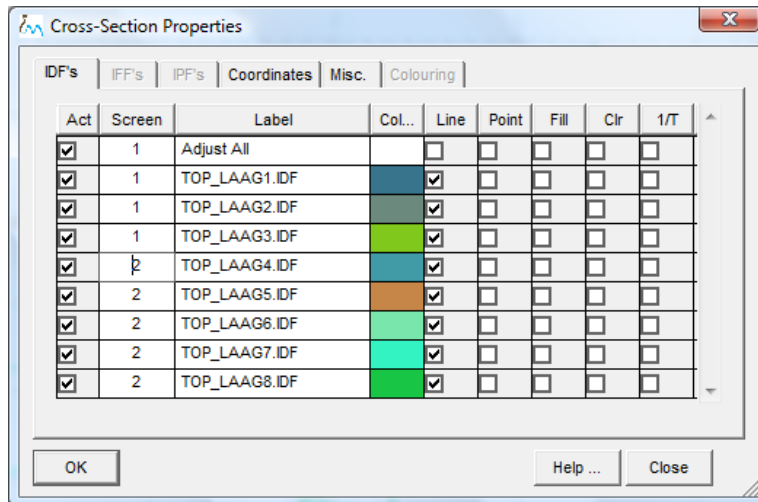 Cross-Section Properties
IDF's IFF's IPF's Coordinates Misc. Colouring
Act Screen Label Col... Line Point Fill Clr 1/T
1 Adjust All
1 TOP_LAAG1.IDF
1 TOP_LAAG2.IDF
1 TOP_LAAG3.IDF
2 TOP_LAAG4.IDF
2 TOP_LAAG5.IDF
2 TOP_LAAG6.IDF
2 TOP_LAAG7.IDF
2 TOP_LAAG8.IDF
OK Help ... Close